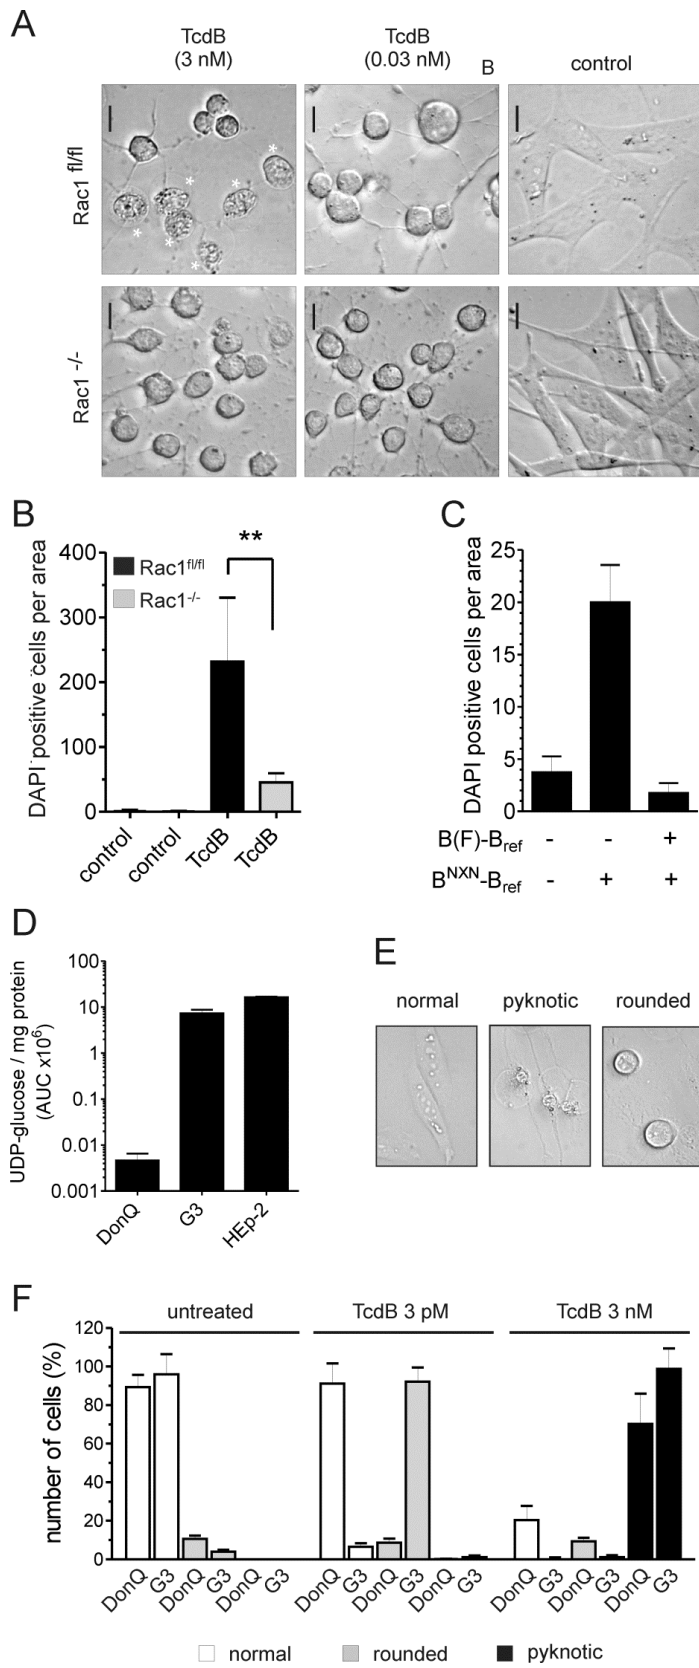 A
TcdB
(3 nM)
TcdB
(0.03 nM)
B
control
Rac1 fl/fl
Rac1 -/-
* * * * * *
B
DAPI positive cells per area
400
300
200
100
0
**
Rac1fl/fl
Rac1-/-
control
control
TcdB
TcdB
C
DAPI positive cells per area
25
20
15
10
5
0
B(F)-Bref - - +
BNXN-Bref - + +
D
UDP-glucose / mg protein
(AUC x10⁶)
100
10
1
0.1
0.01
0.001
DonQ
G3
HEp-2
E
normal
pyknotic
rounded
F
untreated
TcdB 3 pM
TcdB 3 nM
number of cells (%)
120
100
80
60
40
20
0
DonQ G3 DonQ G3 DonQ G3 DonQ G3 DonQ G3 DonQ G3 DonQ G3 DonQ G3 DonQ G3
normal
rounded
pyknotic